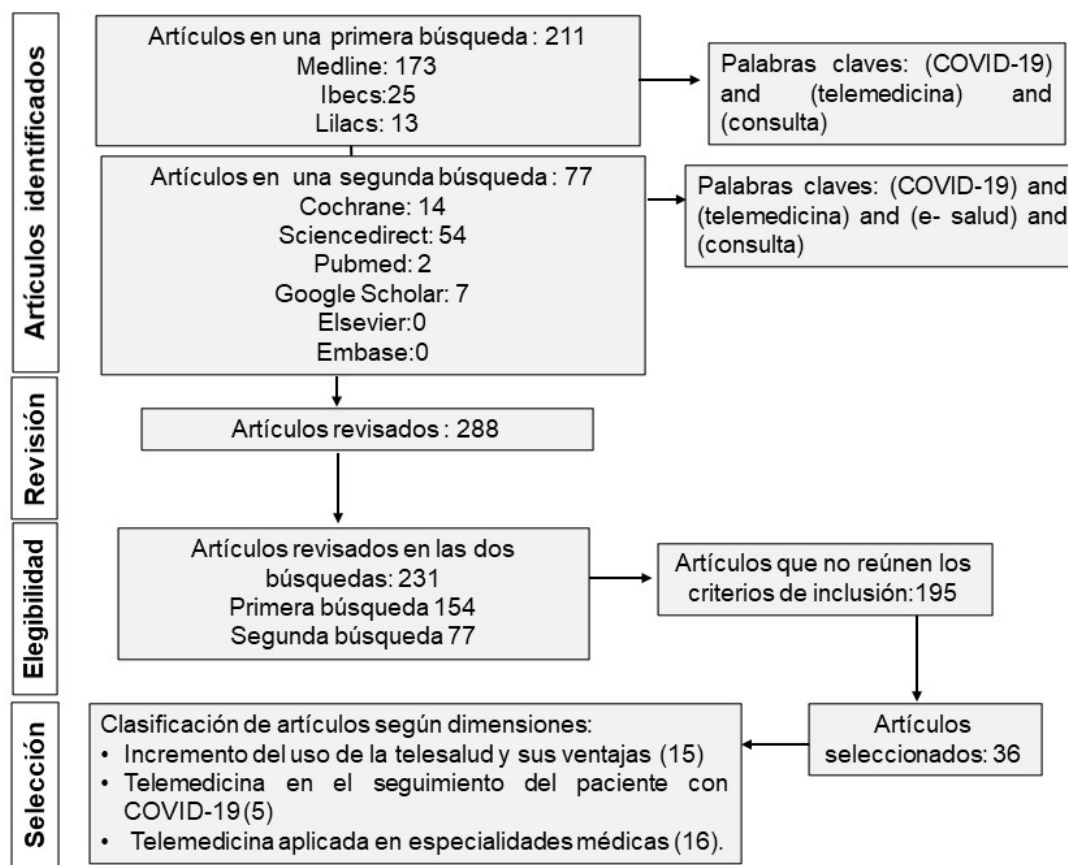 Artículos identificados
Artículos en una primera búsqueda : 211
Medline: 173
Ibecs:25
Lilacs: 13
Palabras claves: (COVID-19)
and (telemedicina) and
(consulta)
Artículos en una segunda búsqueda : 77
Cochrane: 14
Sciencedirect: 54
Pubmed: 2
Google Scholar: 7
Elsevier:0
Embase:0
Palabras claves: (COVID-19) and
(telemedicina) and (e- salud) and
(consulta)
Revisión
Artículos revisados : 288
Elegibilidad
Artículos revisados en las dos
búsquedas: 231
Primera búsqueda 154
Segunda búsqueda 77
Artículos que no reúnen los
criterios de inclusión:195
Selección
Clasificación de artículos según dimensiones:
• Incremento del uso de la telesalud y sus ventajas (15)
• Telemedicina en el seguimiento del paciente con
COVID-19 (5)
• Telemedicina aplicada en especialidades médicas (16).
Artículos
seleccionados: 36